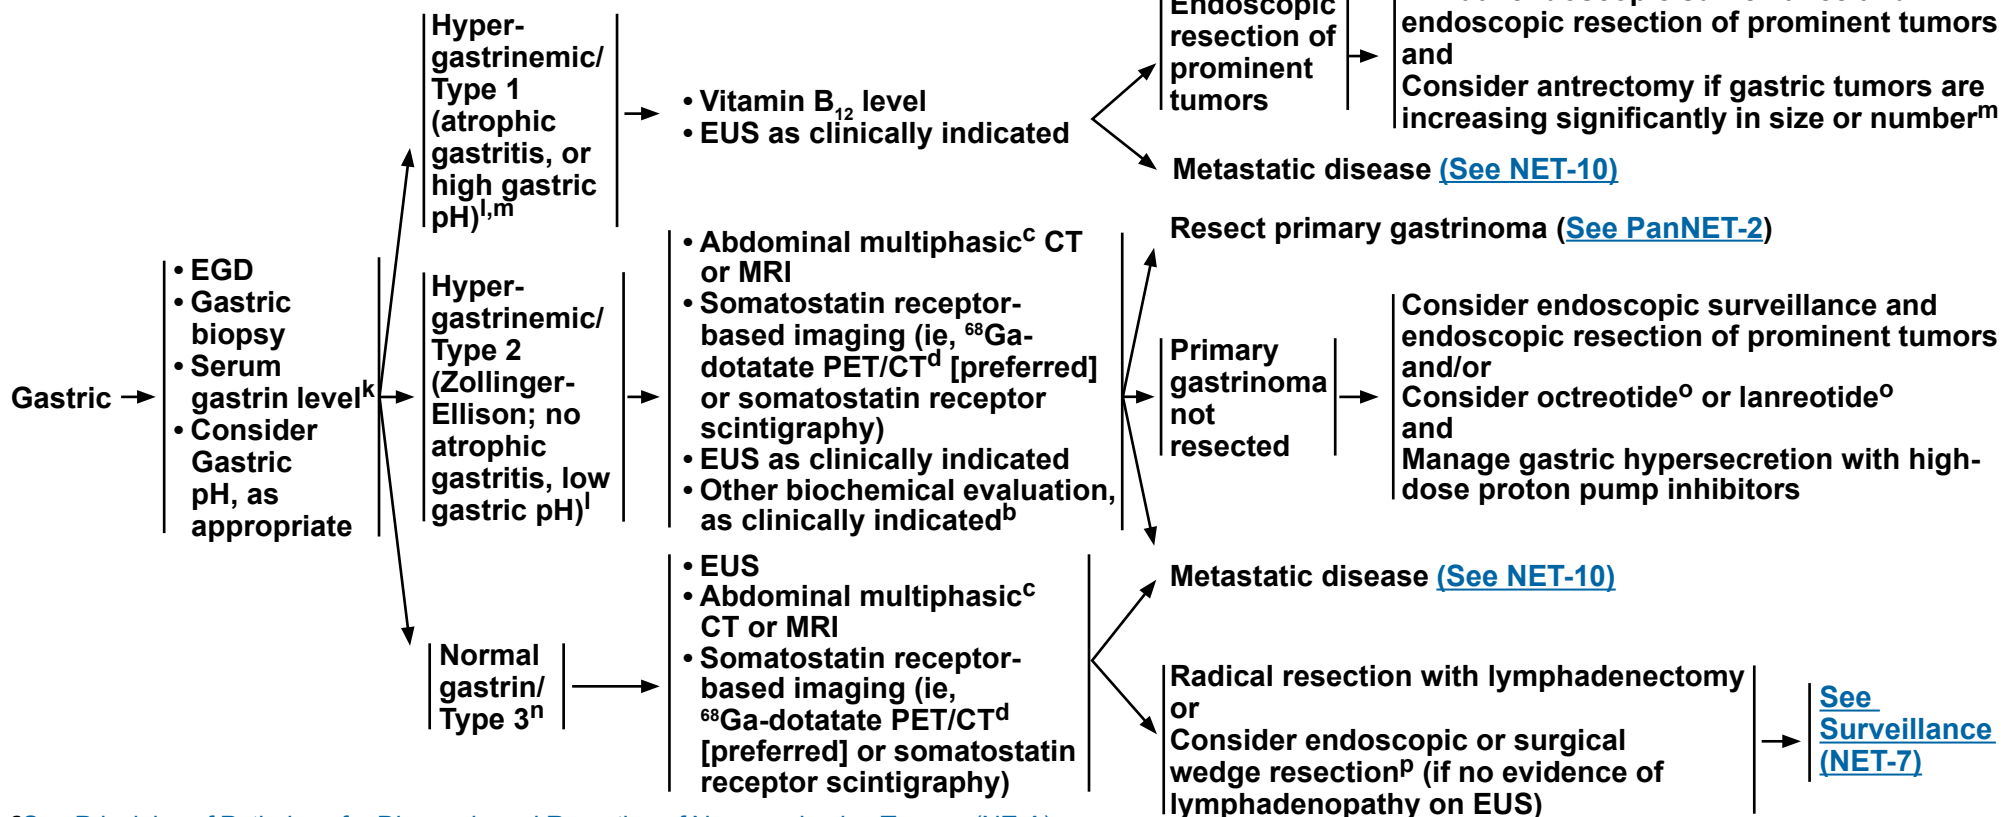 Gastric
• EGD
• Gastric
biopsy
• Serum
gastrin levelᵏ
• Consider
Gastric
pH, as
appropriate
Hyper-
gastrinemic/
Type 1
(atrophic
gastritis, or
high gastric
pH)ˡ,ᵐ
• Vitamin B₁₂ level
• EUS as clinically indicated
Endoscopic
resection of
prominent
tumors
endoscopic resection of prominent tumors
and
Consider antrectomy if gastric tumors are
increasing significantly in size or numberᵐ
Metastatic disease (See NET-10)
Hyper-
gastrinemic/
Type 2
(Zollinger-
Ellison; no
atrophic
gastritis, low
gastric pH)ˡ
• Abdominal multiphasicᶜ CT
or MRI
• Somatostatin receptor-
based imaging (ie, ⁶⁸Ga-
dotatate PET/CTᵈ [preferred]
or somatostatin receptor
scintigraphy)
• EUS as clinically indicated
• Other biochemical evaluation,
as clinically indicatedᵇ
Resect primary gastrinoma (See PanNET-2)
Primary
gastrinoma
not
resected
Consider endoscopic surveillance and
endoscopic resection of prominent tumors
and/or
Consider octreotideᵒ or lanreotideᵒ
and
Manage gastric hypersecretion with high-
dose proton pump inhibitors
Metastatic disease (See NET-10)
Normal
gastrin/
Type 3ⁿ
• EUS
• Abdominal multiphasicᶜ
CT or MRI
• Somatostatin receptor-
based imaging (ie,
⁶⁸Ga-dotatate PET/CTᵈ
[preferred] or somatostatin
receptor scintigraphy)
Radical resection with lymphadenectomy
or
Consider endoscopic or surgical
wedge resectionᵖ (if no evidence of
lymphadenopathy on EUS)
See
Surveillance
(NET-7)